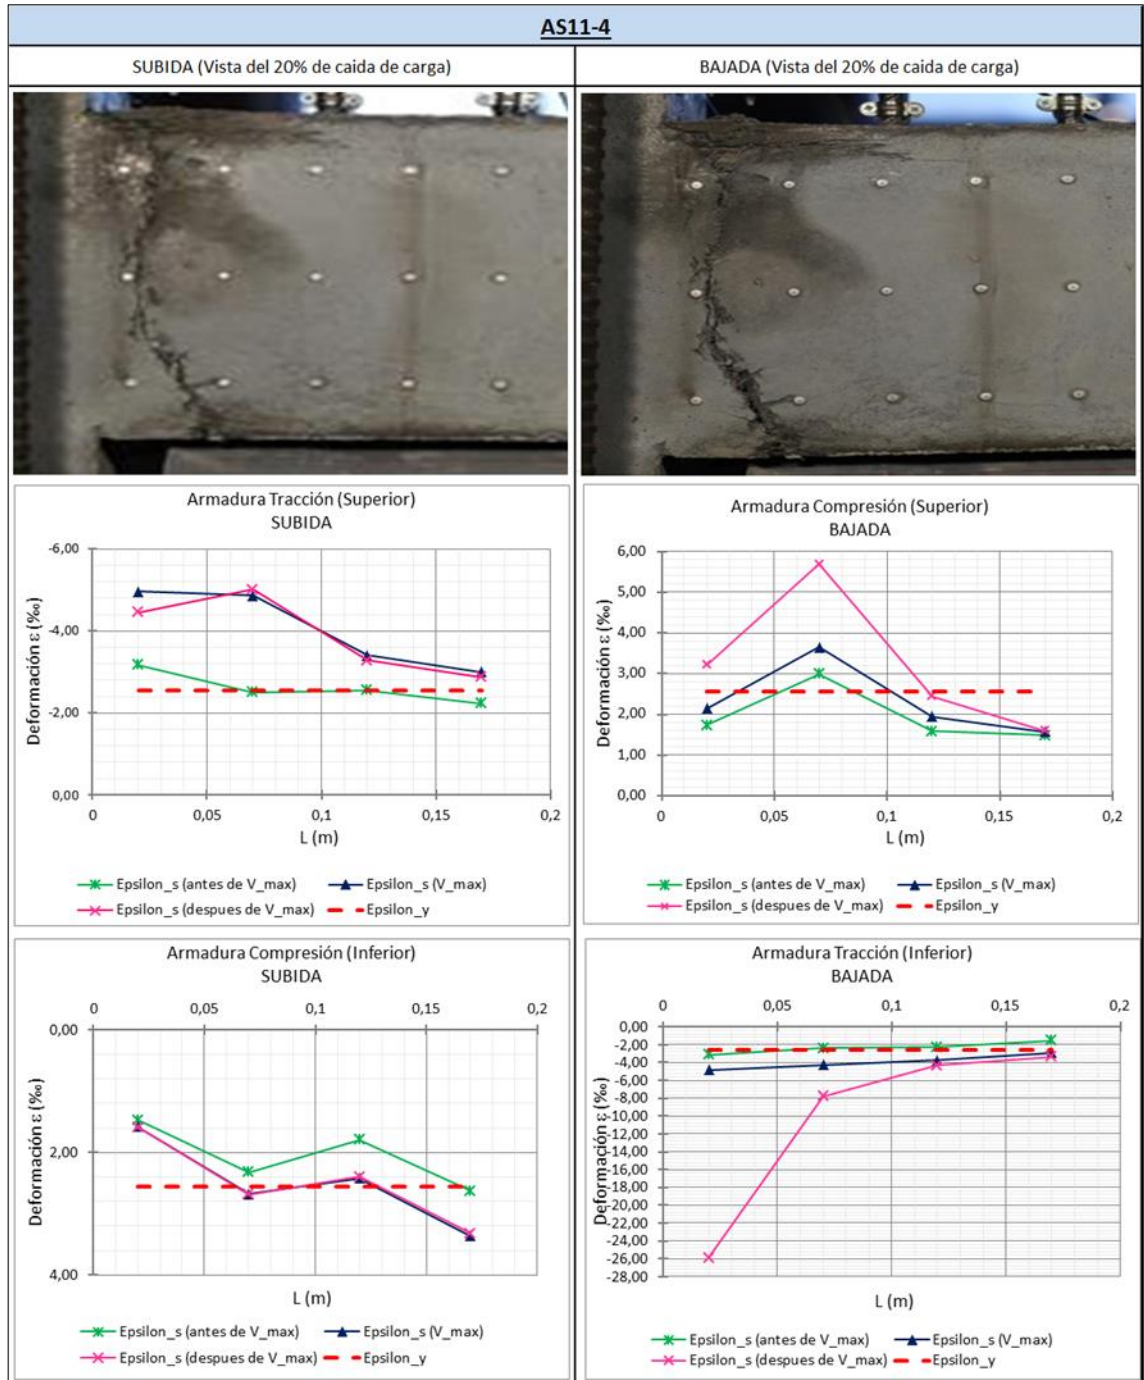 AS11-4
SUBIDA (Vista del 20% de caida de carga)
BAJADA (Vista del 20% de caida de carga)
Armadura Tracción (Superior)
SUBIDA
-6,00
-4,00
-2,00
0,00
Deformación ε (‰)
0
0,05
0,1
0,15
0,2
L (m)
Epsilon_s (antes de V_max)
Epsilon_s (V_max)
Epsilon_s (despues de V_max)
Epsilon_y
Armadura Compresión (Superior)
BAJADA
6,00
5,00
4,00
3,00
2,00
1,00
0,00
Deformación ε (‰)
0
0,05
0,1
0,15
0,2
L (m)
Epsilon_s (antes de V_max)
Epsilon_s (V_max)
Epsilon_s (despues de V_max)
Epsilon_y
Armadura Compresión (Inferior)
SUBIDA
0
0,05
0,1
0,15
0,2
0,00
2,00
4,00
Deformación ε (‰)
L (m)
Epsilon_s (antes de V_max)
Epsilon_s (V_max)
Epsilon_s (despues de V_max)
Epsilon_y
Armadura Tracción (Inferior)
BAJADA
0
0,05
0,1
0,15
0,2
0,00
-2,00
-4,00
-6,00
-8,00
-10,00
-12,00
-14,00
-16,00
-18,00
-20,00
-22,00
-24,00
-26,00
-28,00
Deformación ε (‰)
L (m)
Epsilon_s (antes de V_max)
Epsilon_s (V_max)
Epsilon_s (despues de V_max)
Epsilon_y